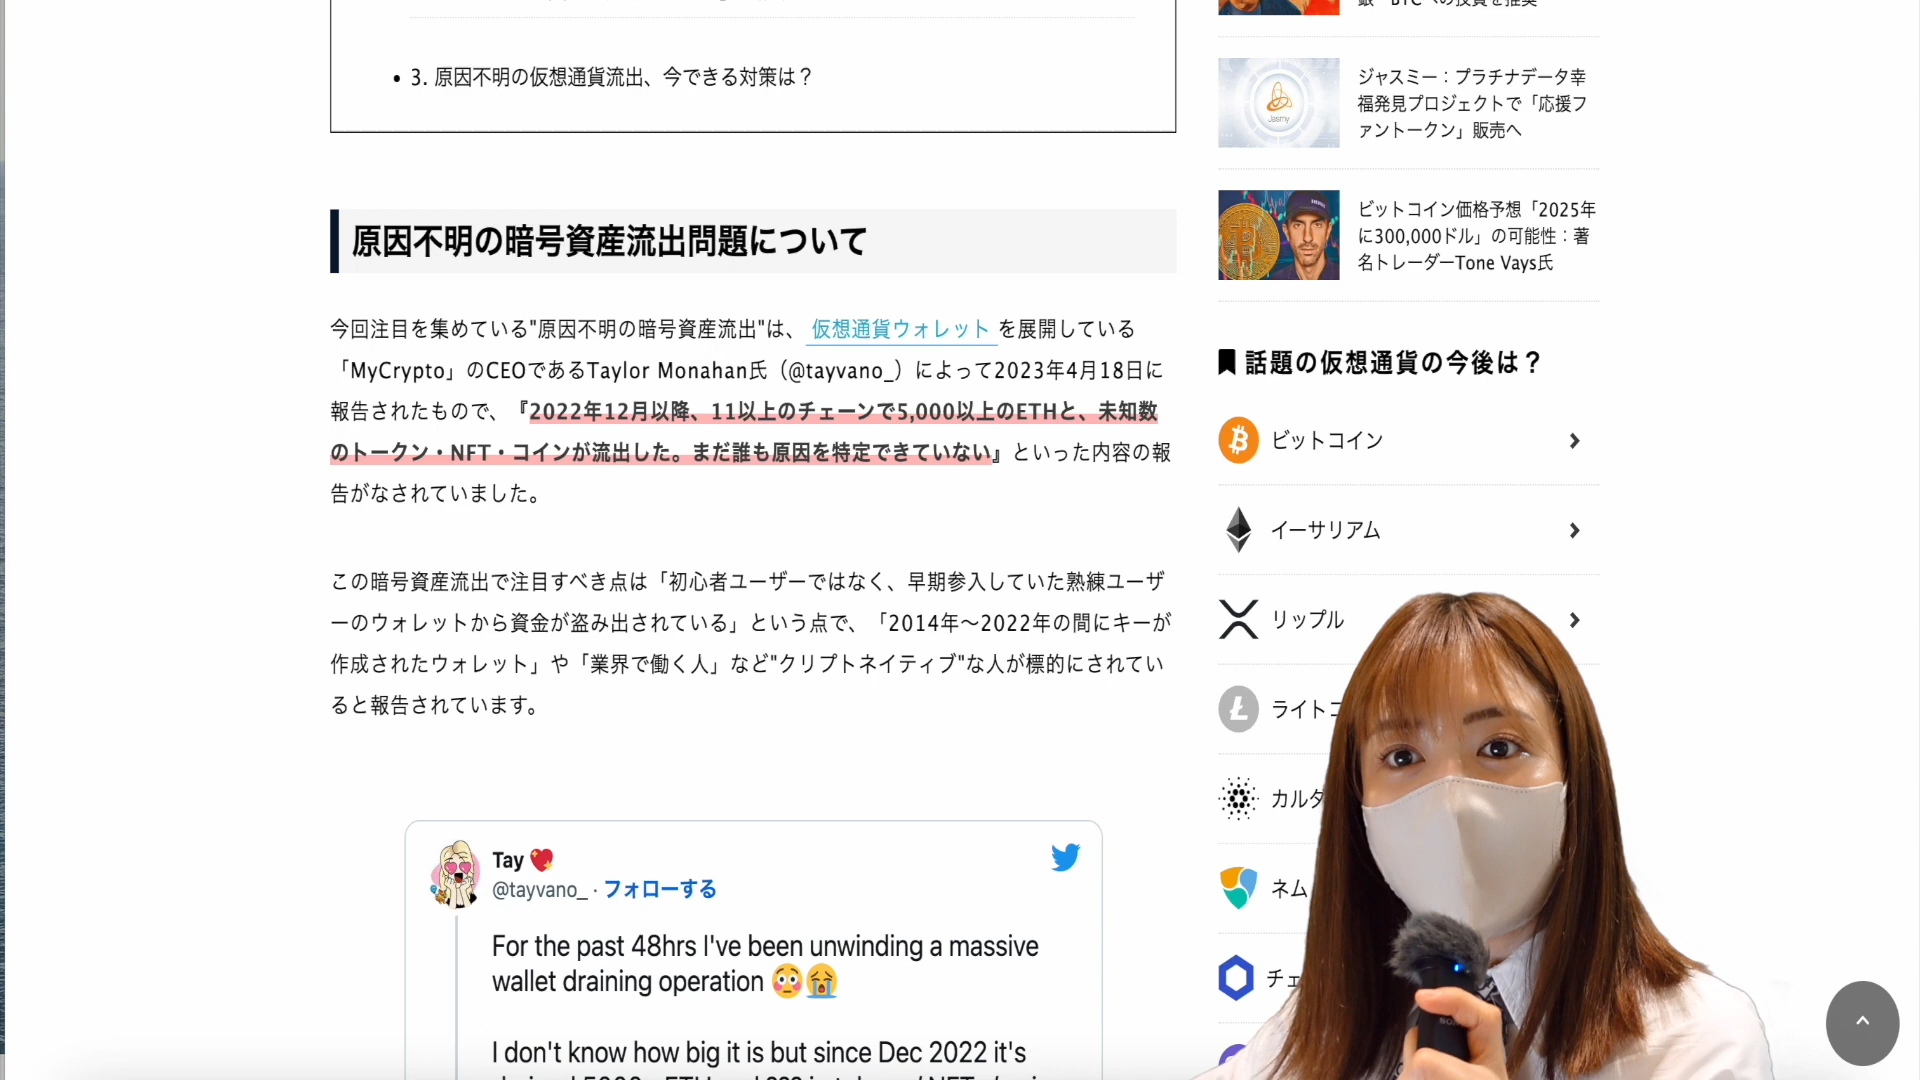 銀・BTCへの投資を推奨
• 3. 原因不明の仮想通貨流出、今できる対策は？
ジャスミー：プラチナデータ幸
福発見プロジェクトで「応援フ
ァントークン」販売へ
Jasmy
原因不明の暗号資産流出問題について
ビットコイン価格予想「2025年
に300,000ドル」の可能性：著
名トレーダーTone Vays氏
今回注目を集めている"原因不明の暗号資産流出"は、 仮想通貨ウォレット を展開している
「MyCrypto」のCEOであるTaylor Monahan氏（@tayvano_）によって2023年4月18日に
報告されたもので、『2022年12月以降、11以上のチェーンで5,000以上のETHと、未知数
のトークン・NFT・コインが流出した。まだ誰も原因を特定できていない』といった内容の報
告がなされていました。
この暗号資産流出で注目すべき点は「初心者ユーザーではなく、早期参入していた熟練ユーザ
ーのウォレットから資金が盗み出されている」という点で、「2014年〜2022年の間にキーが
作成されたウォレット」や「業界で働く人」など"クリプトネイティブ"な人が標的にされてい
ると報告されています。
話題の仮想通貨の今後は？
ビットコイン
イーサリアム
リップル
ライトコ
カルダ
ネム
チェ
Tay
@tayvano_ · フォローする
For the past 48hrs I've been unwinding a massive
wallet draining operation 😳😭
I don't know how big it is but since Dec 2022 it's